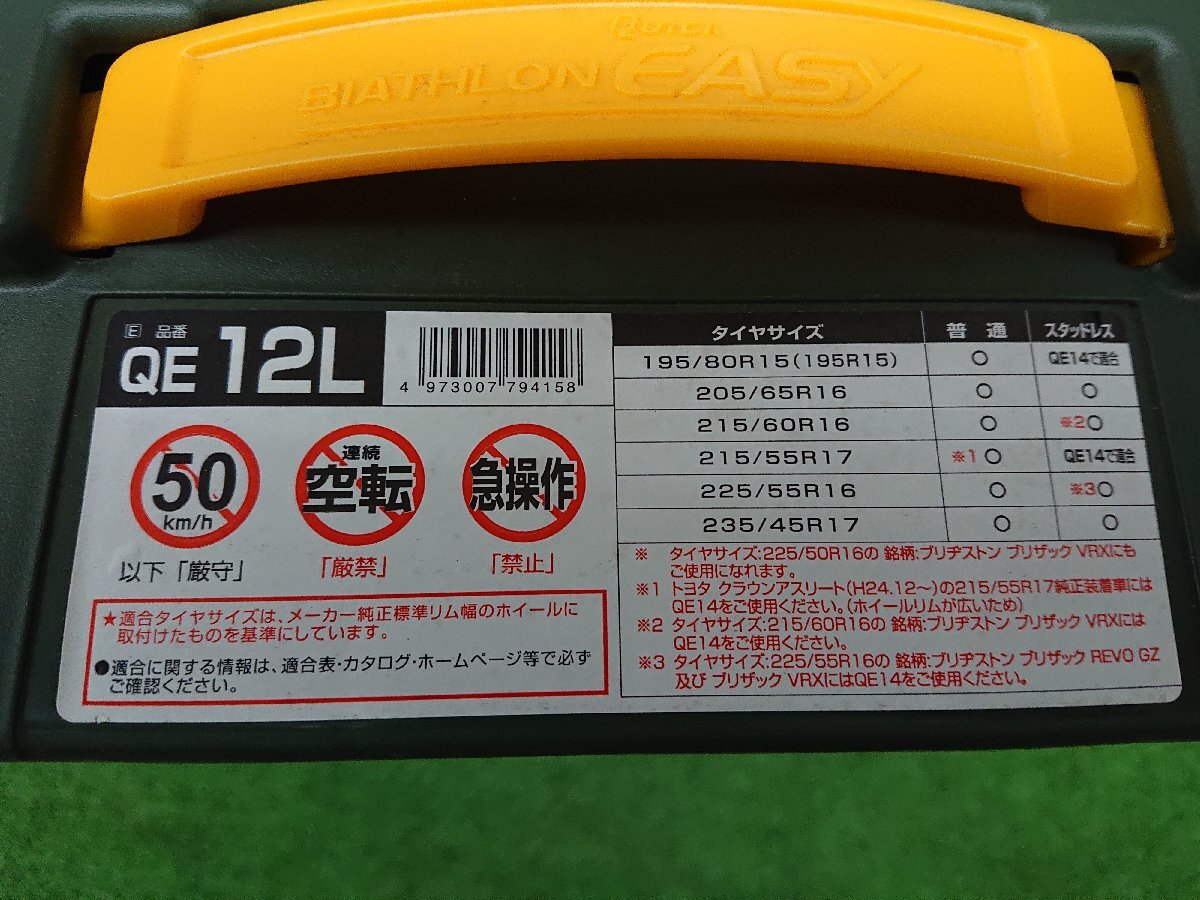 QUICK
BIATHLON EASY
E 品番
QE 12L
4 973007 794158
50
km/h
以下「厳守」
連続
空転
「厳禁」
急操作
「禁止」
★適合タイヤサイズは、メーカー純正標準リム幅のホイールに
取付けたものを基準にしています。
●適合に関する情報は、適合表・カタログ・ホームページ等で必ず
ご確認ください。
タイヤサイズ 普通 スタッドレス
195/80R15(195R15) ○ QE14で適合
205/65R16 ○ ○
215/60R16 ○ ※2○
215/55R17 ※1○ QE14で適合
225/55R16 ○ ※3○
235/45R17 ○ ○
※ タイヤサイズ:225/50R16の 銘柄:ブリヂストン ブリザック VRXにも
ご使用になれます。
※1 トヨタ クラウンアスリート(H24.12～)の215/55R17純正装着車には
QE14をご使用ください。(ホイールリムが広いため)
※2 タイヤサイズ:215/60R16の 銘柄:ブリヂストン ブリザック VRXには
QE14をご使用ください。
※3 タイヤサイズ:225/55R16の 銘柄:ブリヂストン ブリザック REVO GZ
及び ブリザック VRXにはQE14をご使用ください。